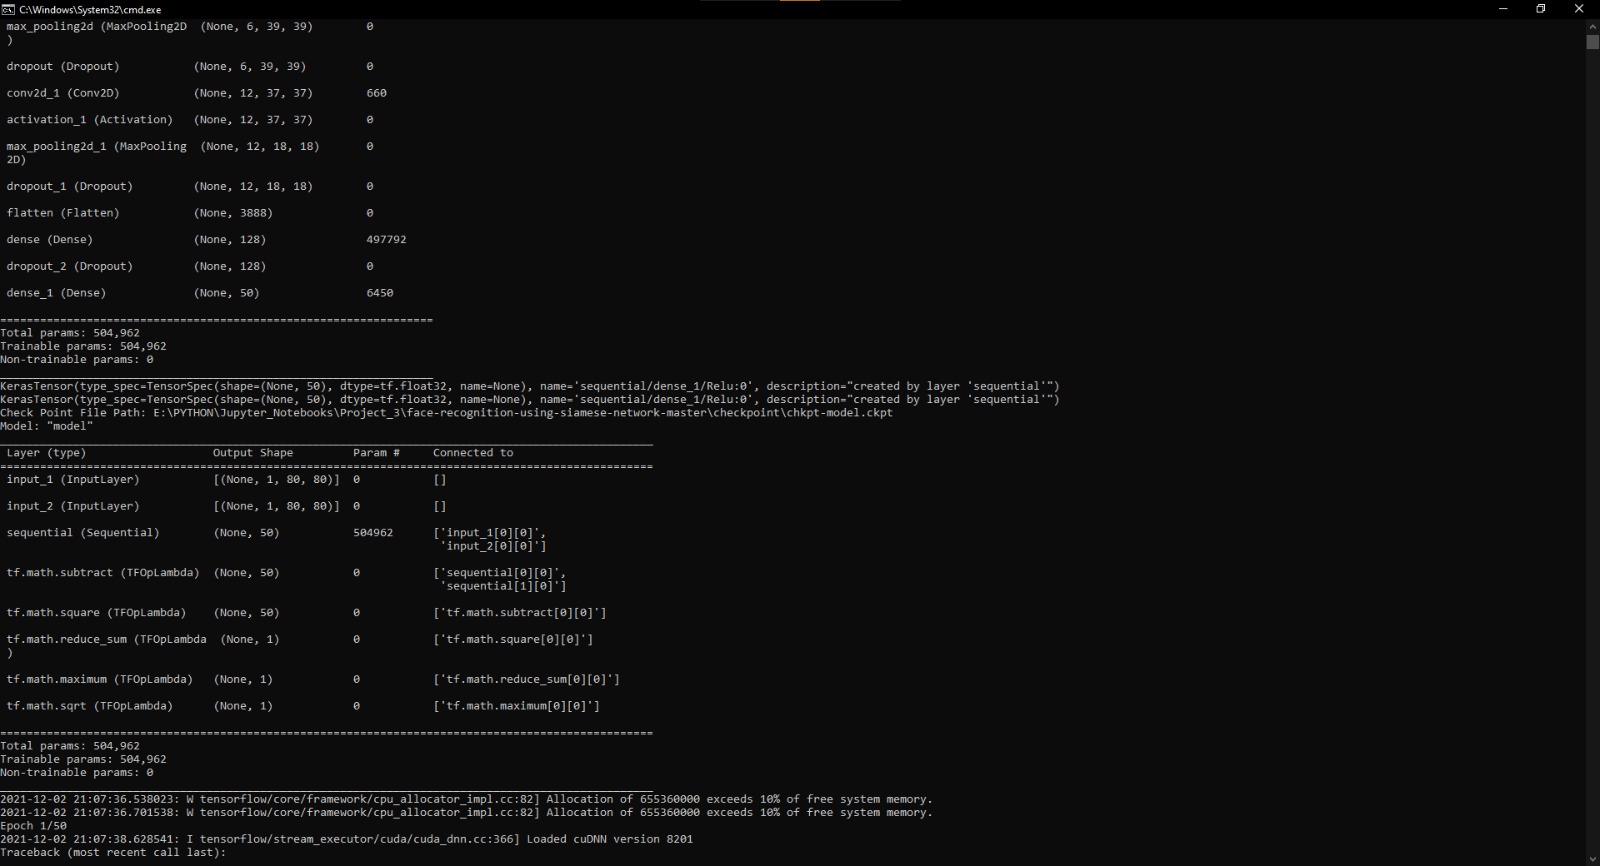 C:\Windows\System32\cmd.exe
max_pooling2d (MaxPooling2D  (None, 6, 39, 39)        0
)
dropout (Dropout)           (None, 6, 39, 39)         0
conv2d_1 (Conv2D)           (None, 12, 37, 37)        660
activation_1 (Activation)   (None, 12, 37, 37)        0
max_pooling2d_1 (MaxPooling  (None, 12, 18, 18)       0
2D)
dropout_1 (Dropout)         (None, 12, 18, 18)        0
flatten (Flatten)           (None, 3888)              0
dense (Dense)               (None, 128)               497792
dropout_2 (Dropout)         (None, 128)               0
dense_1 (Dense)             (None, 50)                6450
=================================================================
Total params: 504,962
Trainable params: 504,962
Non-trainable params: 0
_________________________________________________________________
KerasTensor(type_spec=TensorSpec(shape=(None, 50), dtype=tf.float32, name=None), name='sequential/dense_1/Relu:0', description="created by layer 'sequential'")
KerasTensor(type_spec=TensorSpec(shape=(None, 50), dtype=tf.float32, name=None), name='sequential/dense_1/Relu:0', description="created by layer 'sequential'")
Check Point File Path: E:\PYTHON\Jupyter_Notebooks\Project_3\face-recognition-using-siamese-network-master\checkpoint\chkpt-model.ckpt
Model: "model"
__________________________________________________________________________________________________
Layer (type)                   Output Shape         Param #     Connected to
==================================================================================================
input_1 (InputLayer)           [(None, 1, 80, 80)]  0           []
input_2 (InputLayer)           [(None, 1, 80, 80)]  0           []
sequential (Sequential)        (None, 50)           504962      ['input_1[0][0]',
'input_2[0][0]']
tf.math.subtract (TFOpLambda)  (None, 50)           0           ['sequential[0][0]',
'sequential[1][0]']
tf.math.square (TFOpLambda)    (None, 50)           0           ['tf.math.subtract[0][0]']
tf.math.reduce_sum (TFOpLambda  (None, 1)           0           ['tf.math.square[0][0]']
)
tf.math.maximum (TFOpLambda)   (None, 1)            0           ['tf.math.reduce_sum[0][0]']
tf.math.sqrt (TFOpLambda)      (None, 1)            0           ['tf.math.maximum[0][0]']
==================================================================================================
Total params: 504,962
Trainable params: 504,962
Non-trainable params: 0
__________________________________________________________________________________________________
2021-12-02 21:07:36.538023: W tensorflow/core/framework/cpu_allocator_impl.cc:82] Allocation of 655360000 exceeds 10% of free system memory.
2021-12-02 21:07:36.701538: W tensorflow/core/framework/cpu_allocator_impl.cc:82] Allocation of 655360000 exceeds 10% of free system memory.
Epoch 1/50
2021-12-02 21:07:38.628541: I tensorflow/stream_executor/cuda/cuda_dnn.cc:366] Loaded cuDNN version 8201
Traceback (most recent call last):